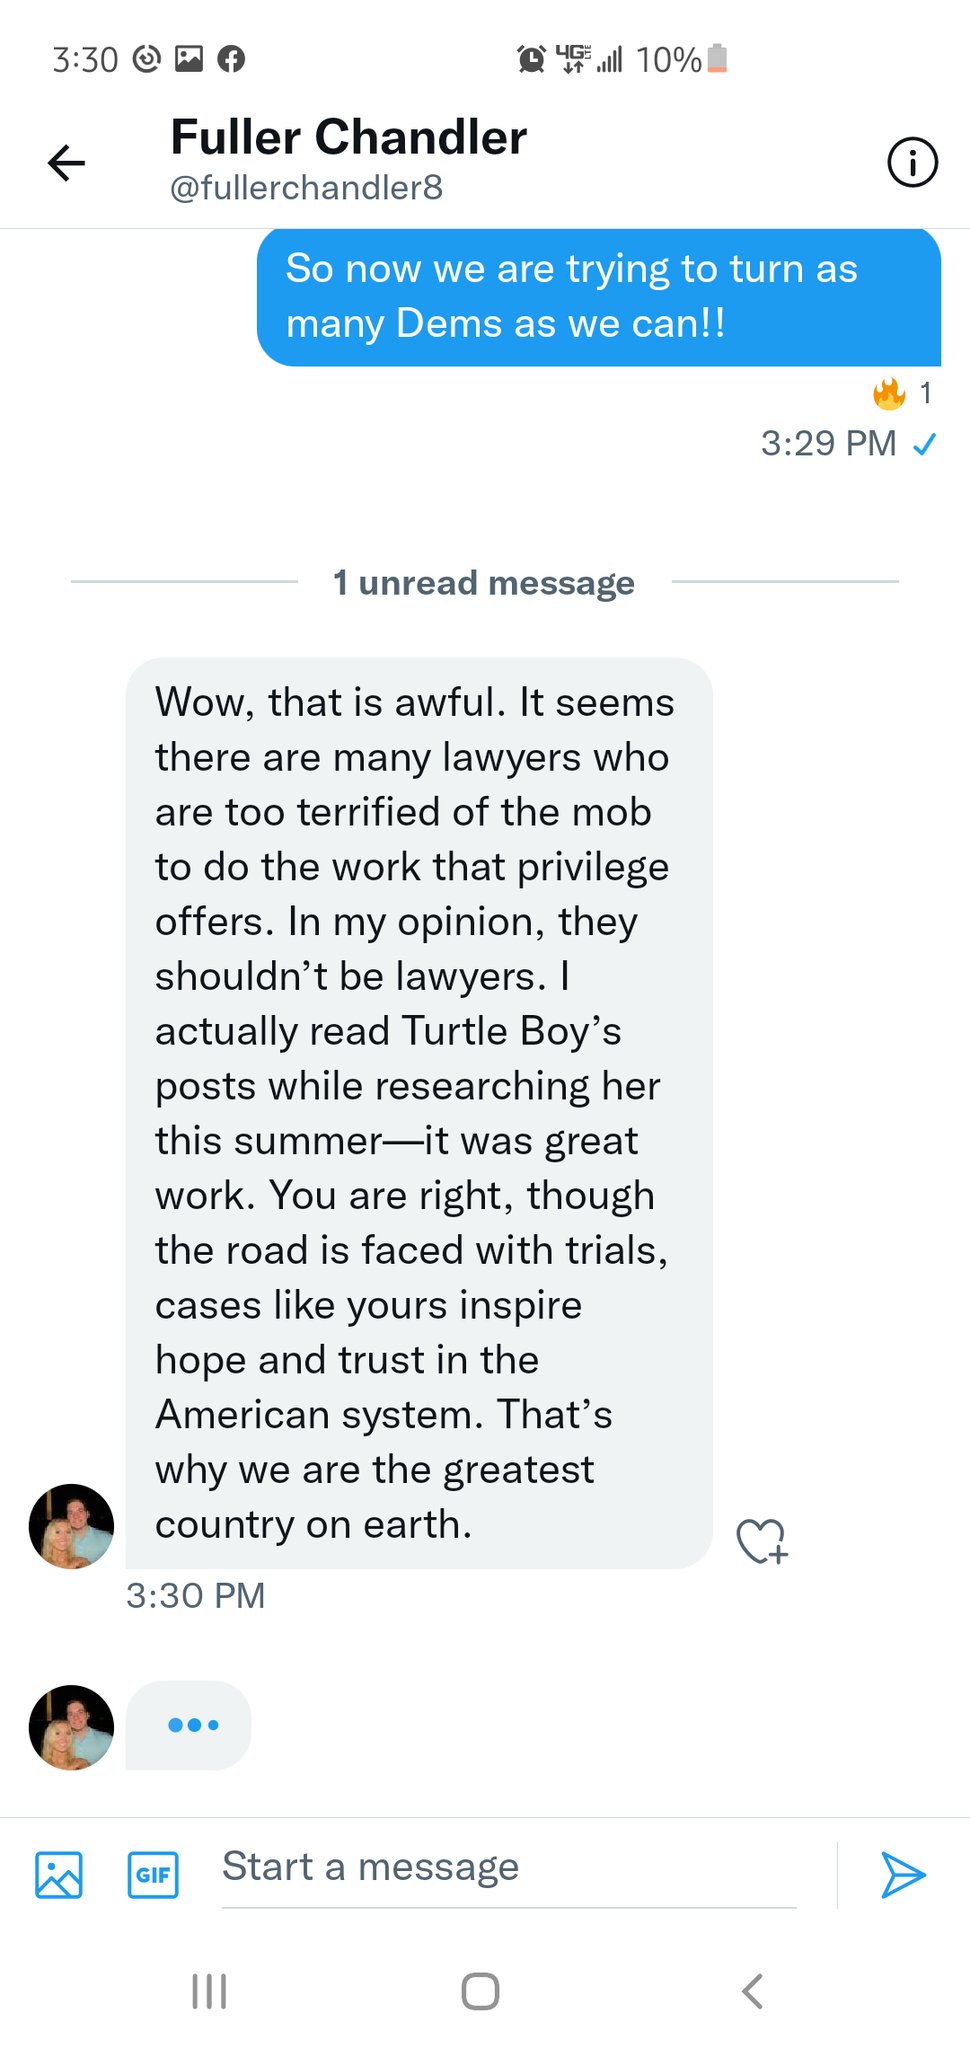 3:30 4G LTE 10%
Fuller Chandler
@fullerchandler8
So now we are trying to turn as
many Dems as we can!!
🔥 1
3:29 PM ✓
1 unread message
Wow, that is awful. It seems
there are many lawyers who
are too terrified of the mob
to do the work that privilege
offers. In my opinion, they
shouldn’t be lawyers. I
actually read Turtle Boy’s
posts while researching her
this summer—it was great
work. You are right, though
the road is faced with trials,
cases like yours inspire
hope and trust in the
American system. That’s
why we are the greatest
country on earth.
3:30 PM
GIF Start a message